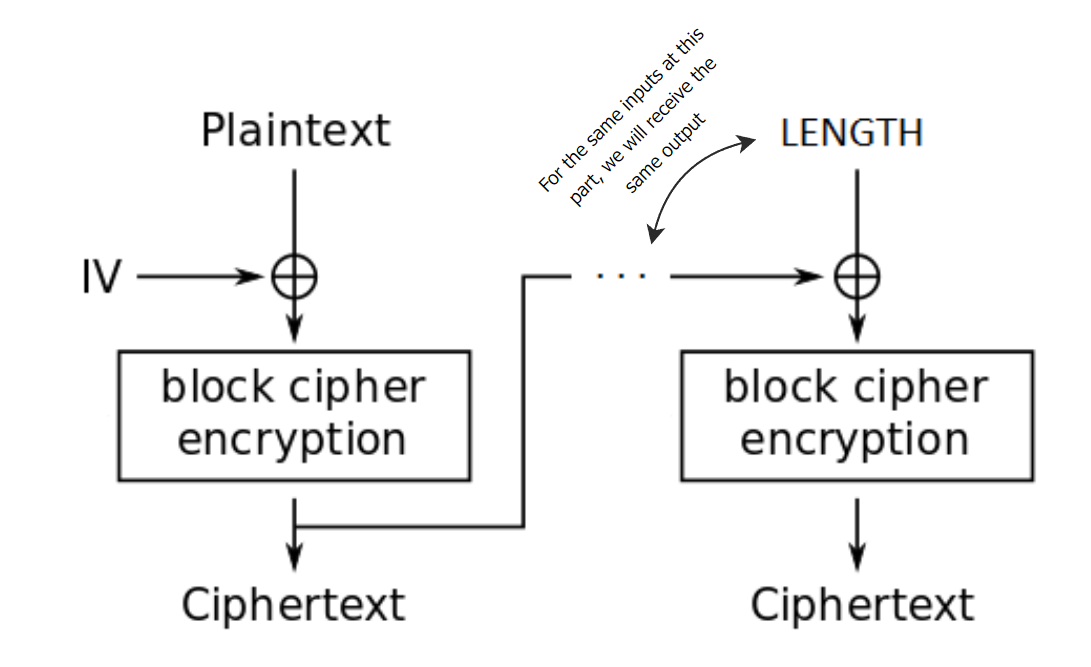 For the same inputs at this
part, we will receive the
same output
Plaintext
LENGTH
IV
. . .
block cipher
encryption
block cipher
encryption
Ciphertext
Ciphertext